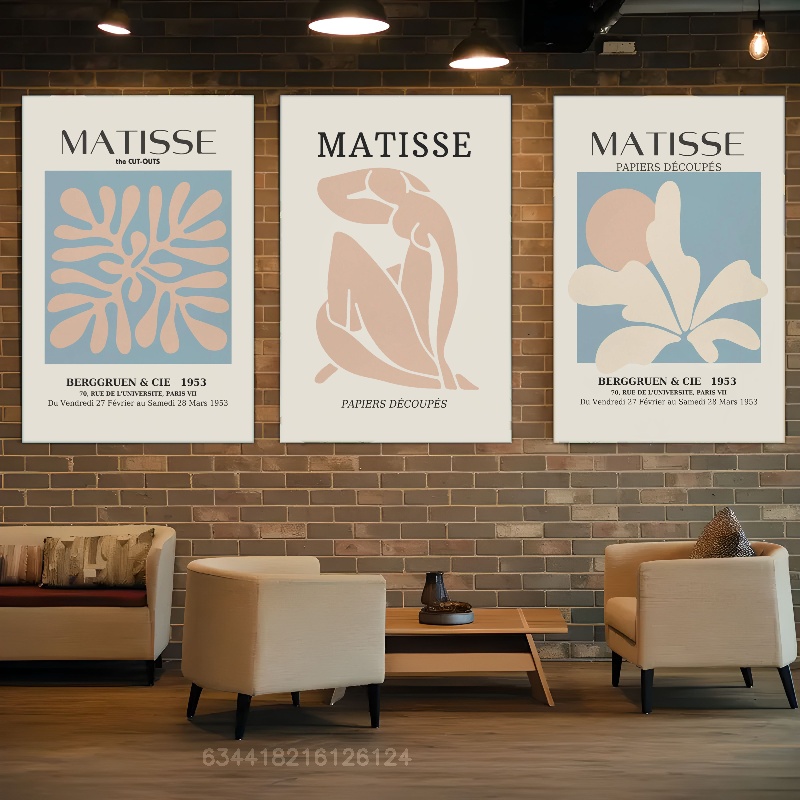 MATISSE
the CUT-OUTS
BERGGRUEN & CIE 1953
70, RUE DE L'UNIVERSITE, PARIS VII
Du Vendredi 27 Février au Samedi 28 Mars 1953
MATISSE
PAPIERS DÉCOUPÉS
MATISSE
PAPIERS DÉCOUPÉS
BERGGRUEN & CIE 1953
70, RUE DE L'UNIVERSITE, PARIS VII
Du Vendredi 27 Février au Samedi 28 Mars 1953
634418216126124